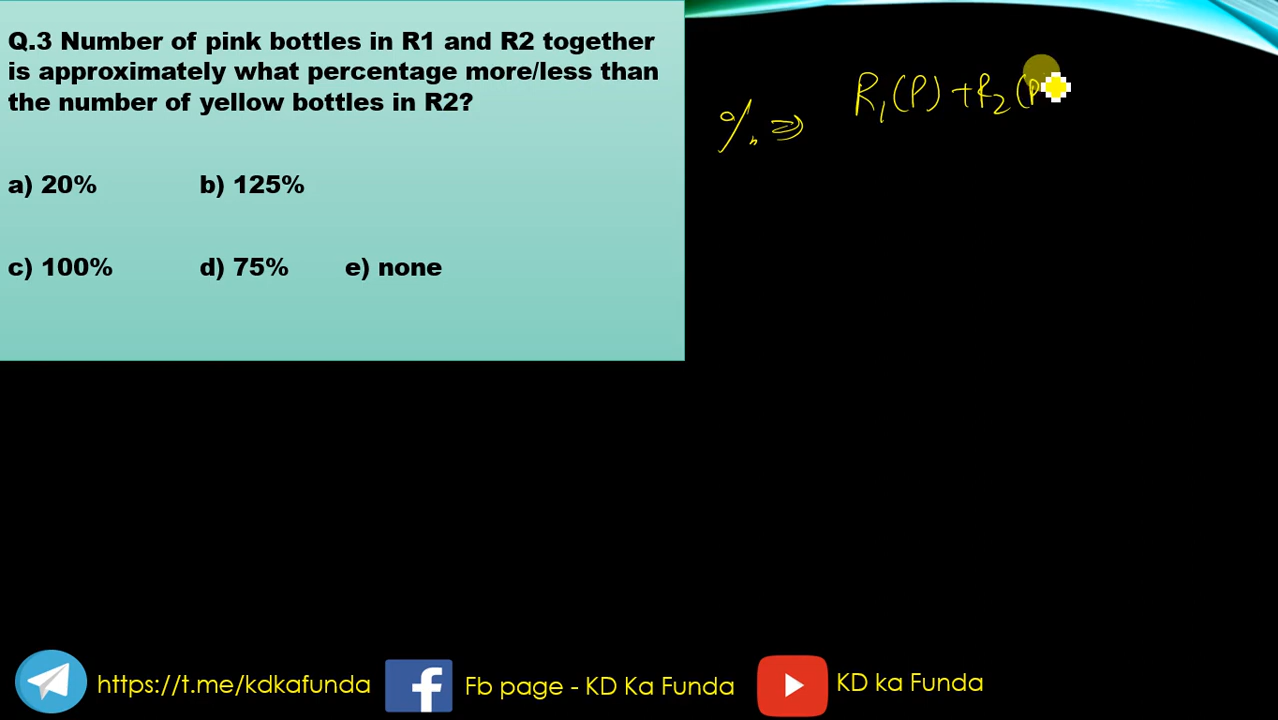 Q.3 Number of pink bottles in R1 and R2 together
is approximately what percentage more/less than
the number of yellow bottles in R2?
a) 20% b) 125%
c) 100% d) 75% e) none
% ⇒ R₁(P) + R₂(P
https://t.me/kdkafunda
Fb page - KD Ka Funda
KD ka Funda